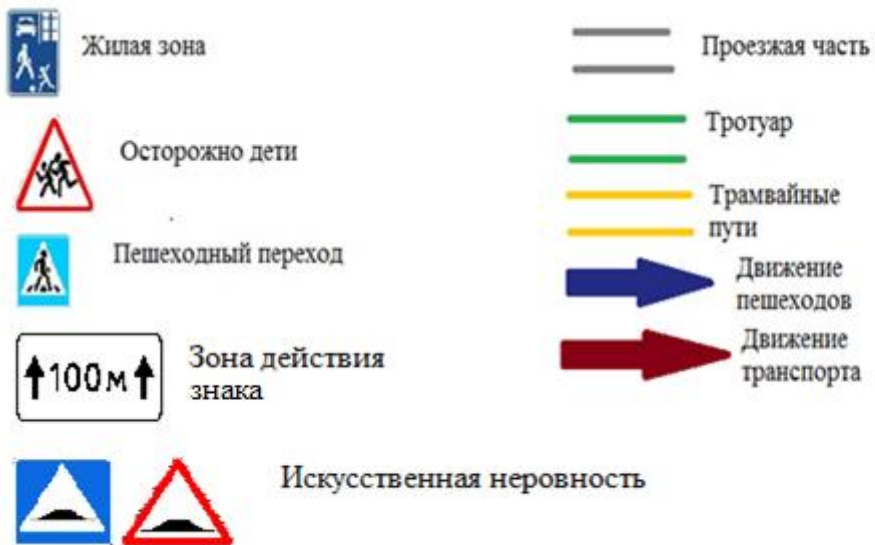 Жилая зона
Осторожно дети
Пешеходный переход
100м
Зона действия
знака
Искусственная неровность
Проезжая часть
Тротуар
Трамвайные
пути
Движение
пешеходов
Движение
транспорта